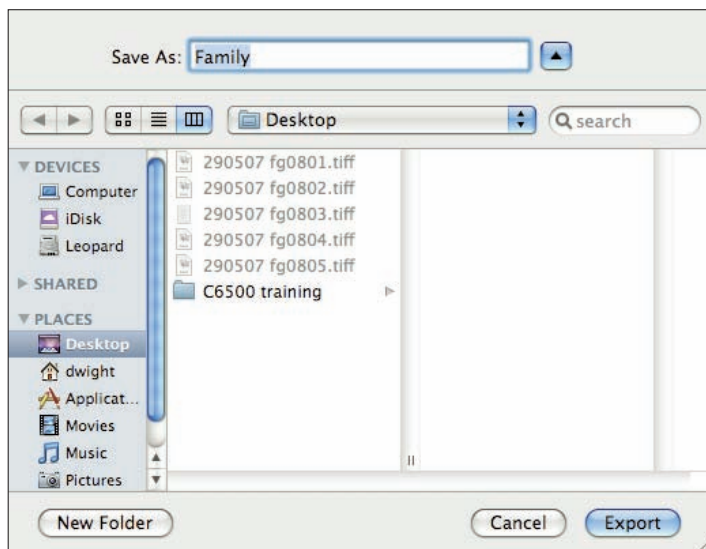 Save As: Family
Desktop
search
DEVICES
Computer
iDisk
Leopard
SHARED
PLACES
Desktop
dwight
Applicat...
Movies
Music
Pictures
290507 fg0801.tiff
290507 fg0802.tiff
290507 fg0803.tiff
290507 fg0804.tiff
290507 fg0805.tiff
C6500 training
New Folder
Cancel
Export